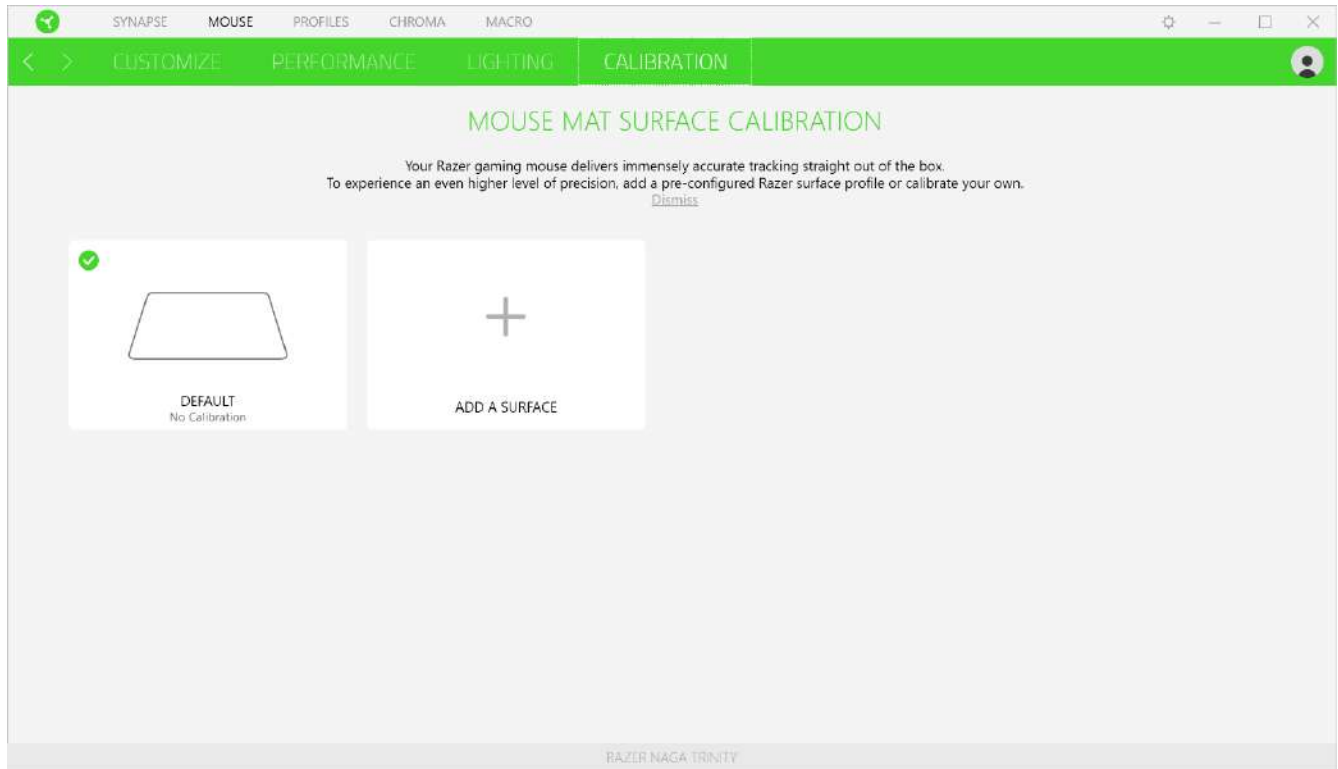 SYNAPSE MOUSE PROFILES CHROMA MACRO
CUSTOMIZE PERFORMANCE LIGHTING CALIBRATION
MOUSE MAT SURFACE CALIBRATION
Your Razer gaming mouse delivers immensely accurate tracking straight out of the box.
To experience an even higher level of precision, add a pre-configured Razer surface profile or calibrate your own.
Dismiss
DEFAULT
No Calibration
ADD A SURFACE
RAZER NAGA TRINITY